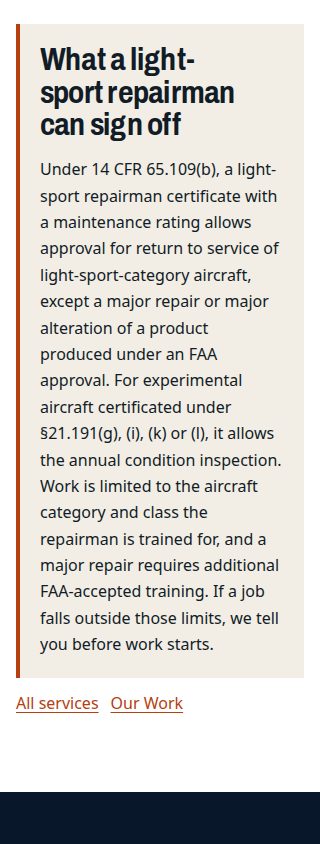 What a light-
sport repairman
can sign off
Under 14 CFR 65.109(b), a light-
sport repairman certificate with
a maintenance rating allows
approval for return to service of
light-sport-category aircraft,
except a major repair or major
alteration of a product
produced under an FAA
approval. For experimental
aircraft certificated under
§21.191(g), (i), (k) or (l), it allows
the annual condition inspection.
Work is limited to the aircraft
category and class the
repairman is trained for, and a
major repair requires additional
FAA-accepted training. If a job
falls outside those limits, we tell
you before work starts.
All services Our Work